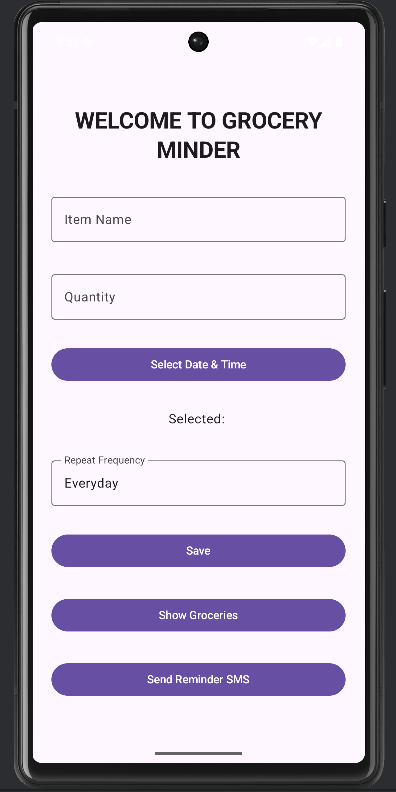 WELCOME TO GROCERY
MINDER
Item Name
Quantity
Select Date & Time
Selected:
Repeat Frequency
Everyday
Save
Show Groceries
Send Reminder SMS